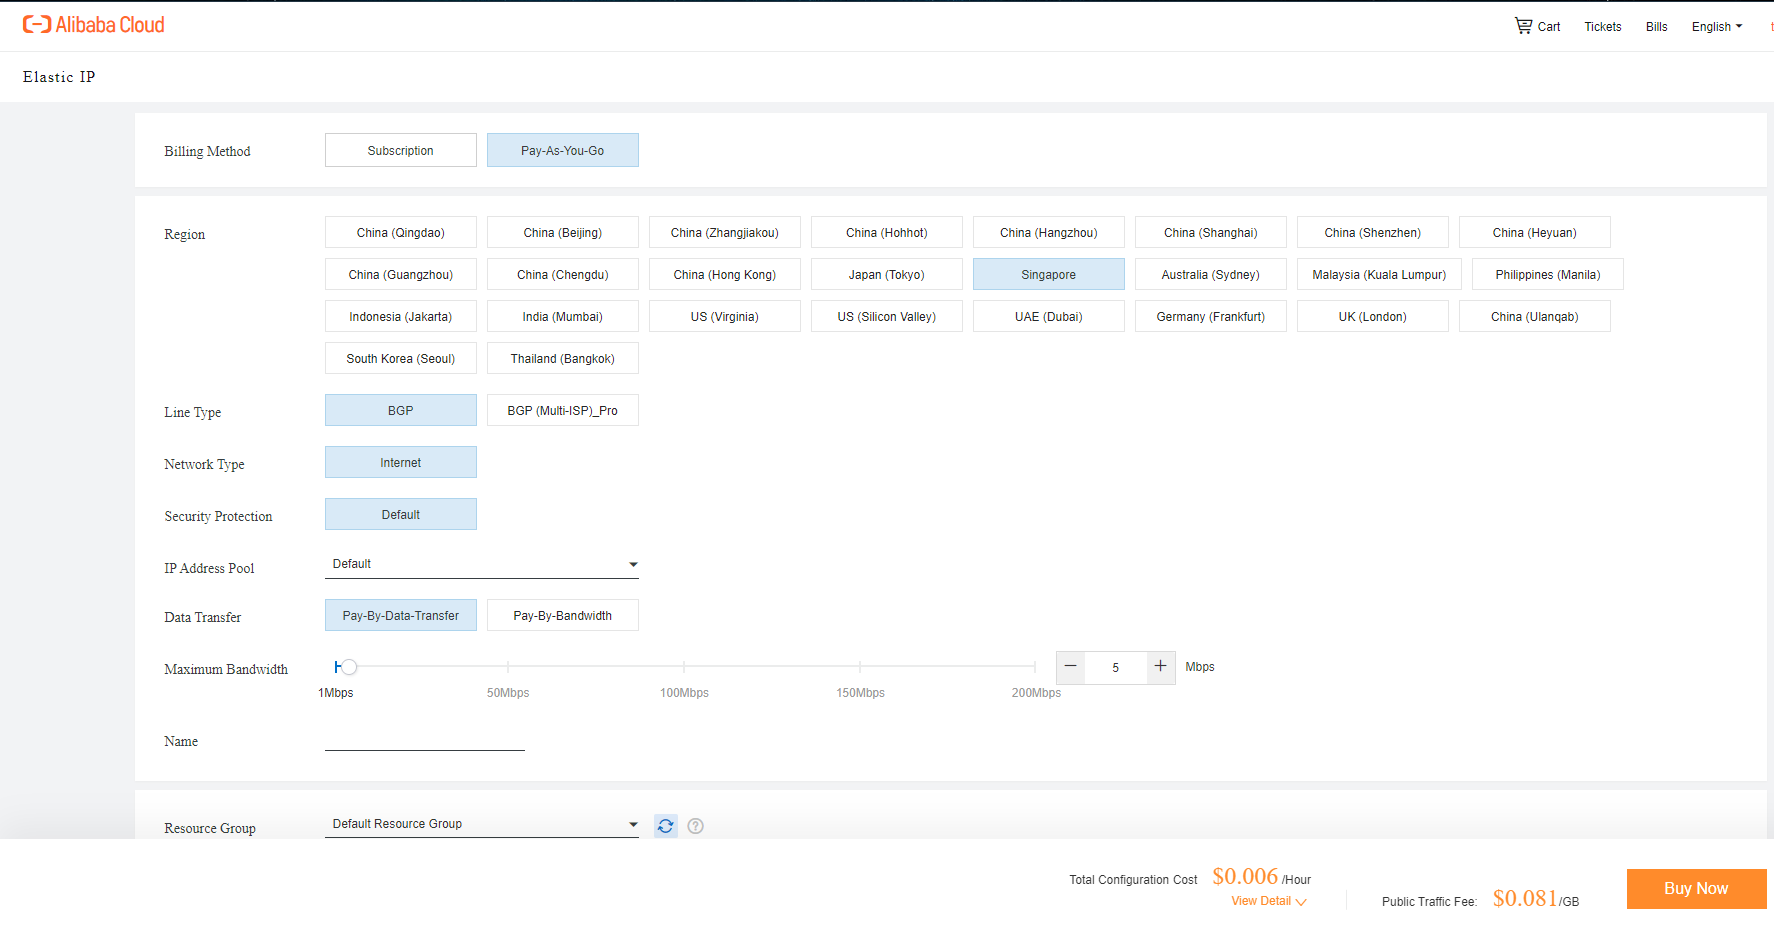 Alibaba Cloud
Cart Tickets Bills English
Elastic IP
Billing Method Subscription Pay-As-You-Go
Region China (Qingdao) China (Beijing) China (Zhangjiakou) China (Hohhot) China (Hangzhou) China (Shanghai) China (Shenzhen) China (Heyuan)
China (Guangzhou) China (Chengdu) China (Hong Kong) Japan (Tokyo) Singapore Australia (Sydney) Malaysia (Kuala Lumpur) Philippines (Manila)
Indonesia (Jakarta) India (Mumbai) US (Virginia) US (Silicon Valley) UAE (Dubai) Germany (Frankfurt) UK (London) China (Ulanqab)
South Korea (Seoul) Thailand (Bangkok)
Line Type BGP BGP (Multi-ISP)_Pro
Network Type Internet
Security Protection Default
IP Address Pool Default
Data Transfer Pay-By-Data-Transfer Pay-By-Bandwidth
Maximum Bandwidth 5 Mbps
1Mbps 50Mbps 100Mbps 150Mbps 200Mbps
Name
Resource Group Default Resource Group
Total Configuration Cost $0.006 /Hour
View Detail
Public Traffic Fee: $0.081/GB
Buy Now